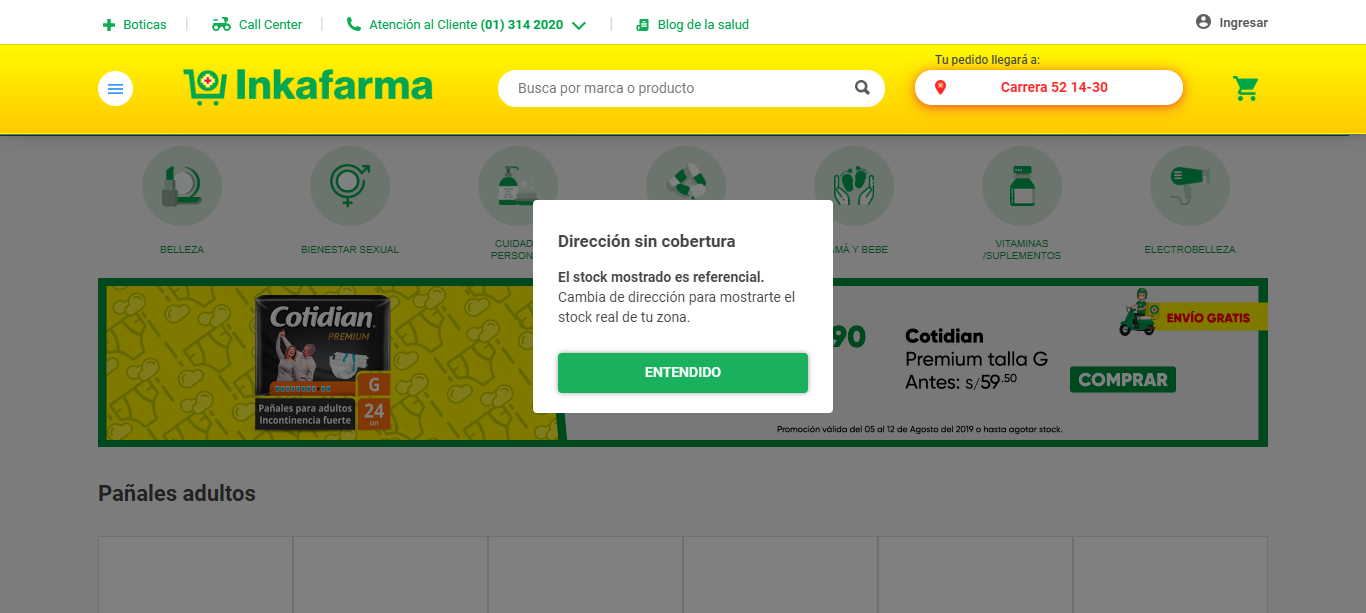 Boticas
Call Center
Atención al Cliente (01) 314 2020
Blog de la salud
Ingresar
Inkafarma
Busca por marca o producto
Tu pedido llegará a:
Carrera 52 14-30
BELLEZA
BIENESTAR SEXUAL
CUIDAD
PERSON
MÁ Y BEBE
VITAMINAS
/SUPLEMENTOS
ELECTROBELLEZA
Dirección sin cobertura
El stock mostrado es referencial.
Cambia de dirección para mostrarte el
stock real de tu zona.
ENTENDIDO
Cotidian
PREMIUM
G
24
un
Pañales para adultos
Incontinencia fuerte
90
Cotidian
Premium talla G
Antes: s/59.50
ENVÍO GRATIS
COMPRAR
Promoción válida del 05 al 12 de Agosto del 2019 o hasta agotar stock.
Pañales adultos